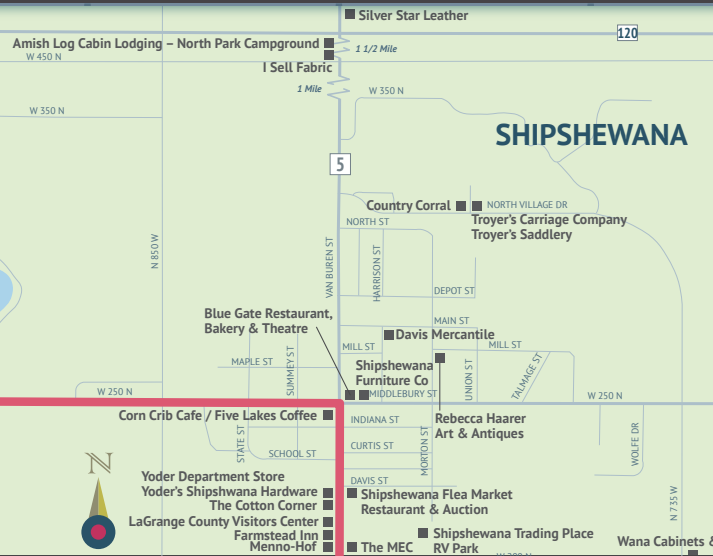 Silver Star Leather
120
Amish Log Cabin Lodging – North Park Campground
1 1/2 Mile
W 450 N
I Sell Fabric
1 Mile
W 350 N
W 350 N
SHIPSHEWANA
5
Country Corral
NORTH VILLAGE DR
Troyer's Carriage Company
Troyer's Saddlery
NORTH ST
N 850 W
VAN BUREN ST
HARRISON ST
DEPOT ST
Blue Gate Restaurant,
Bakery & Theatre
MAIN ST
Davis Mercantile
MILL ST
MILL ST
MAPLE ST
SUMMEY ST
Shipshewana
Furniture Co
UNION ST
TALMAGE ST
W 250 N
MIDDLEBURY ST
W 250 N
Corn Crib Cafe / Five Lakes Coffee
INDIANA ST
Rebecca Haarer
Art & Antiques
STATE ST
SCHOOL ST
CURTIS ST
MORTON ST
WOLFE DR
N
Yoder Department Store
Yoder's Shipshwana Hardware
The Cotton Corner
DAVIS ST
Shipshewana Flea Market
Restaurant & Auction
N 735 W
LaGrange County Visitors Center
Farmstead Inn
Menno-Hof
The MEC
Shipshewana Trading Place
RV Park
Wana Cabinets &